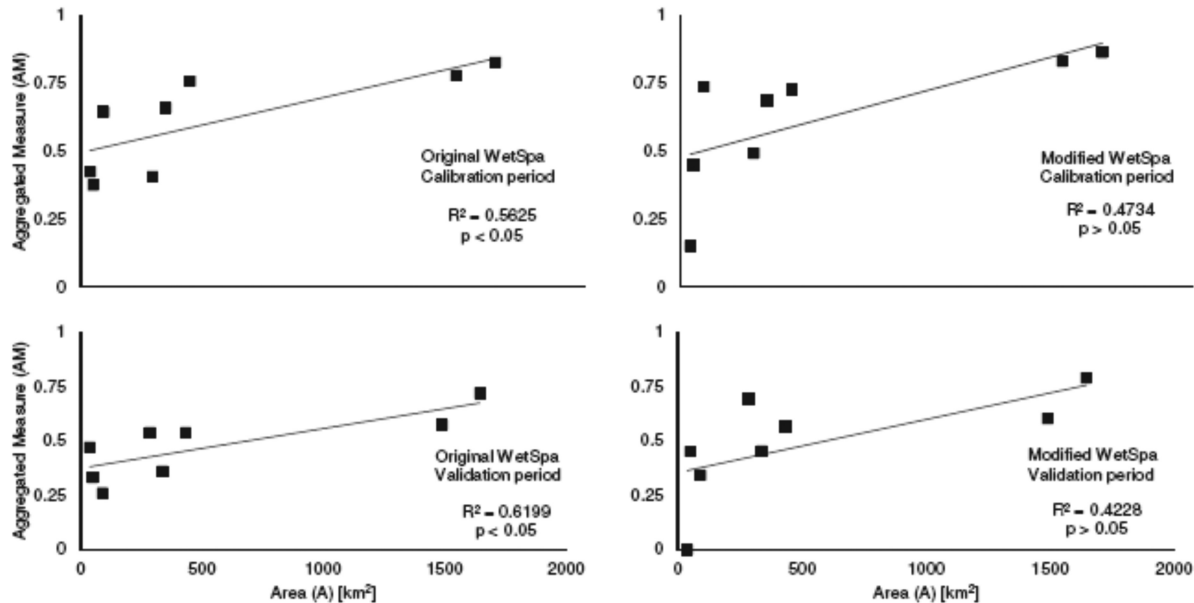 1
0.75
0.5
0.25
0
Aggregated Measure (AM)
Original WetSpa
Calibration period
R² = 0.5625
p < 0.05
1
0.75
0.5
0.25
0
Modified WetSpa
Calibration period
R² = 0.4734
p > 0.05
1
0.75
0.5
0.25
0
Aggregated Measure (AM)
Original WetSpa
Validation period
R² = 0.6199
p < 0.05
0 500 1000 1500 2000
Area (A) [km²]
1
0.75
0.5
0.25
0
Modified WetSpa
Validation period
R² = 0.4228
p > 0.05
0 500 1000 1500 2000
Area (A) [km²]